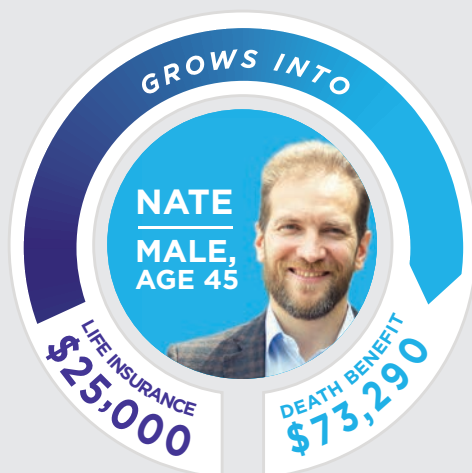 GROWS INTO
NATE
MALE,
AGE 45
LIFE INSURANCE
$25,000
DEATH BENEFIT
$73,290